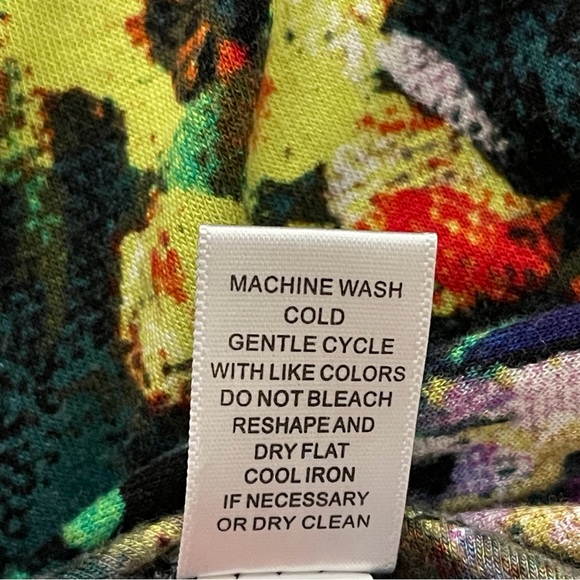 MACHINE WASH
COLD
GENTLE CYCLE
WITH LIKE COLORS
DO NOT BLEACH
RESHAPE AND
DRY FLAT
COOL IRON
IF NECESSARY
OR DRY CLEAN